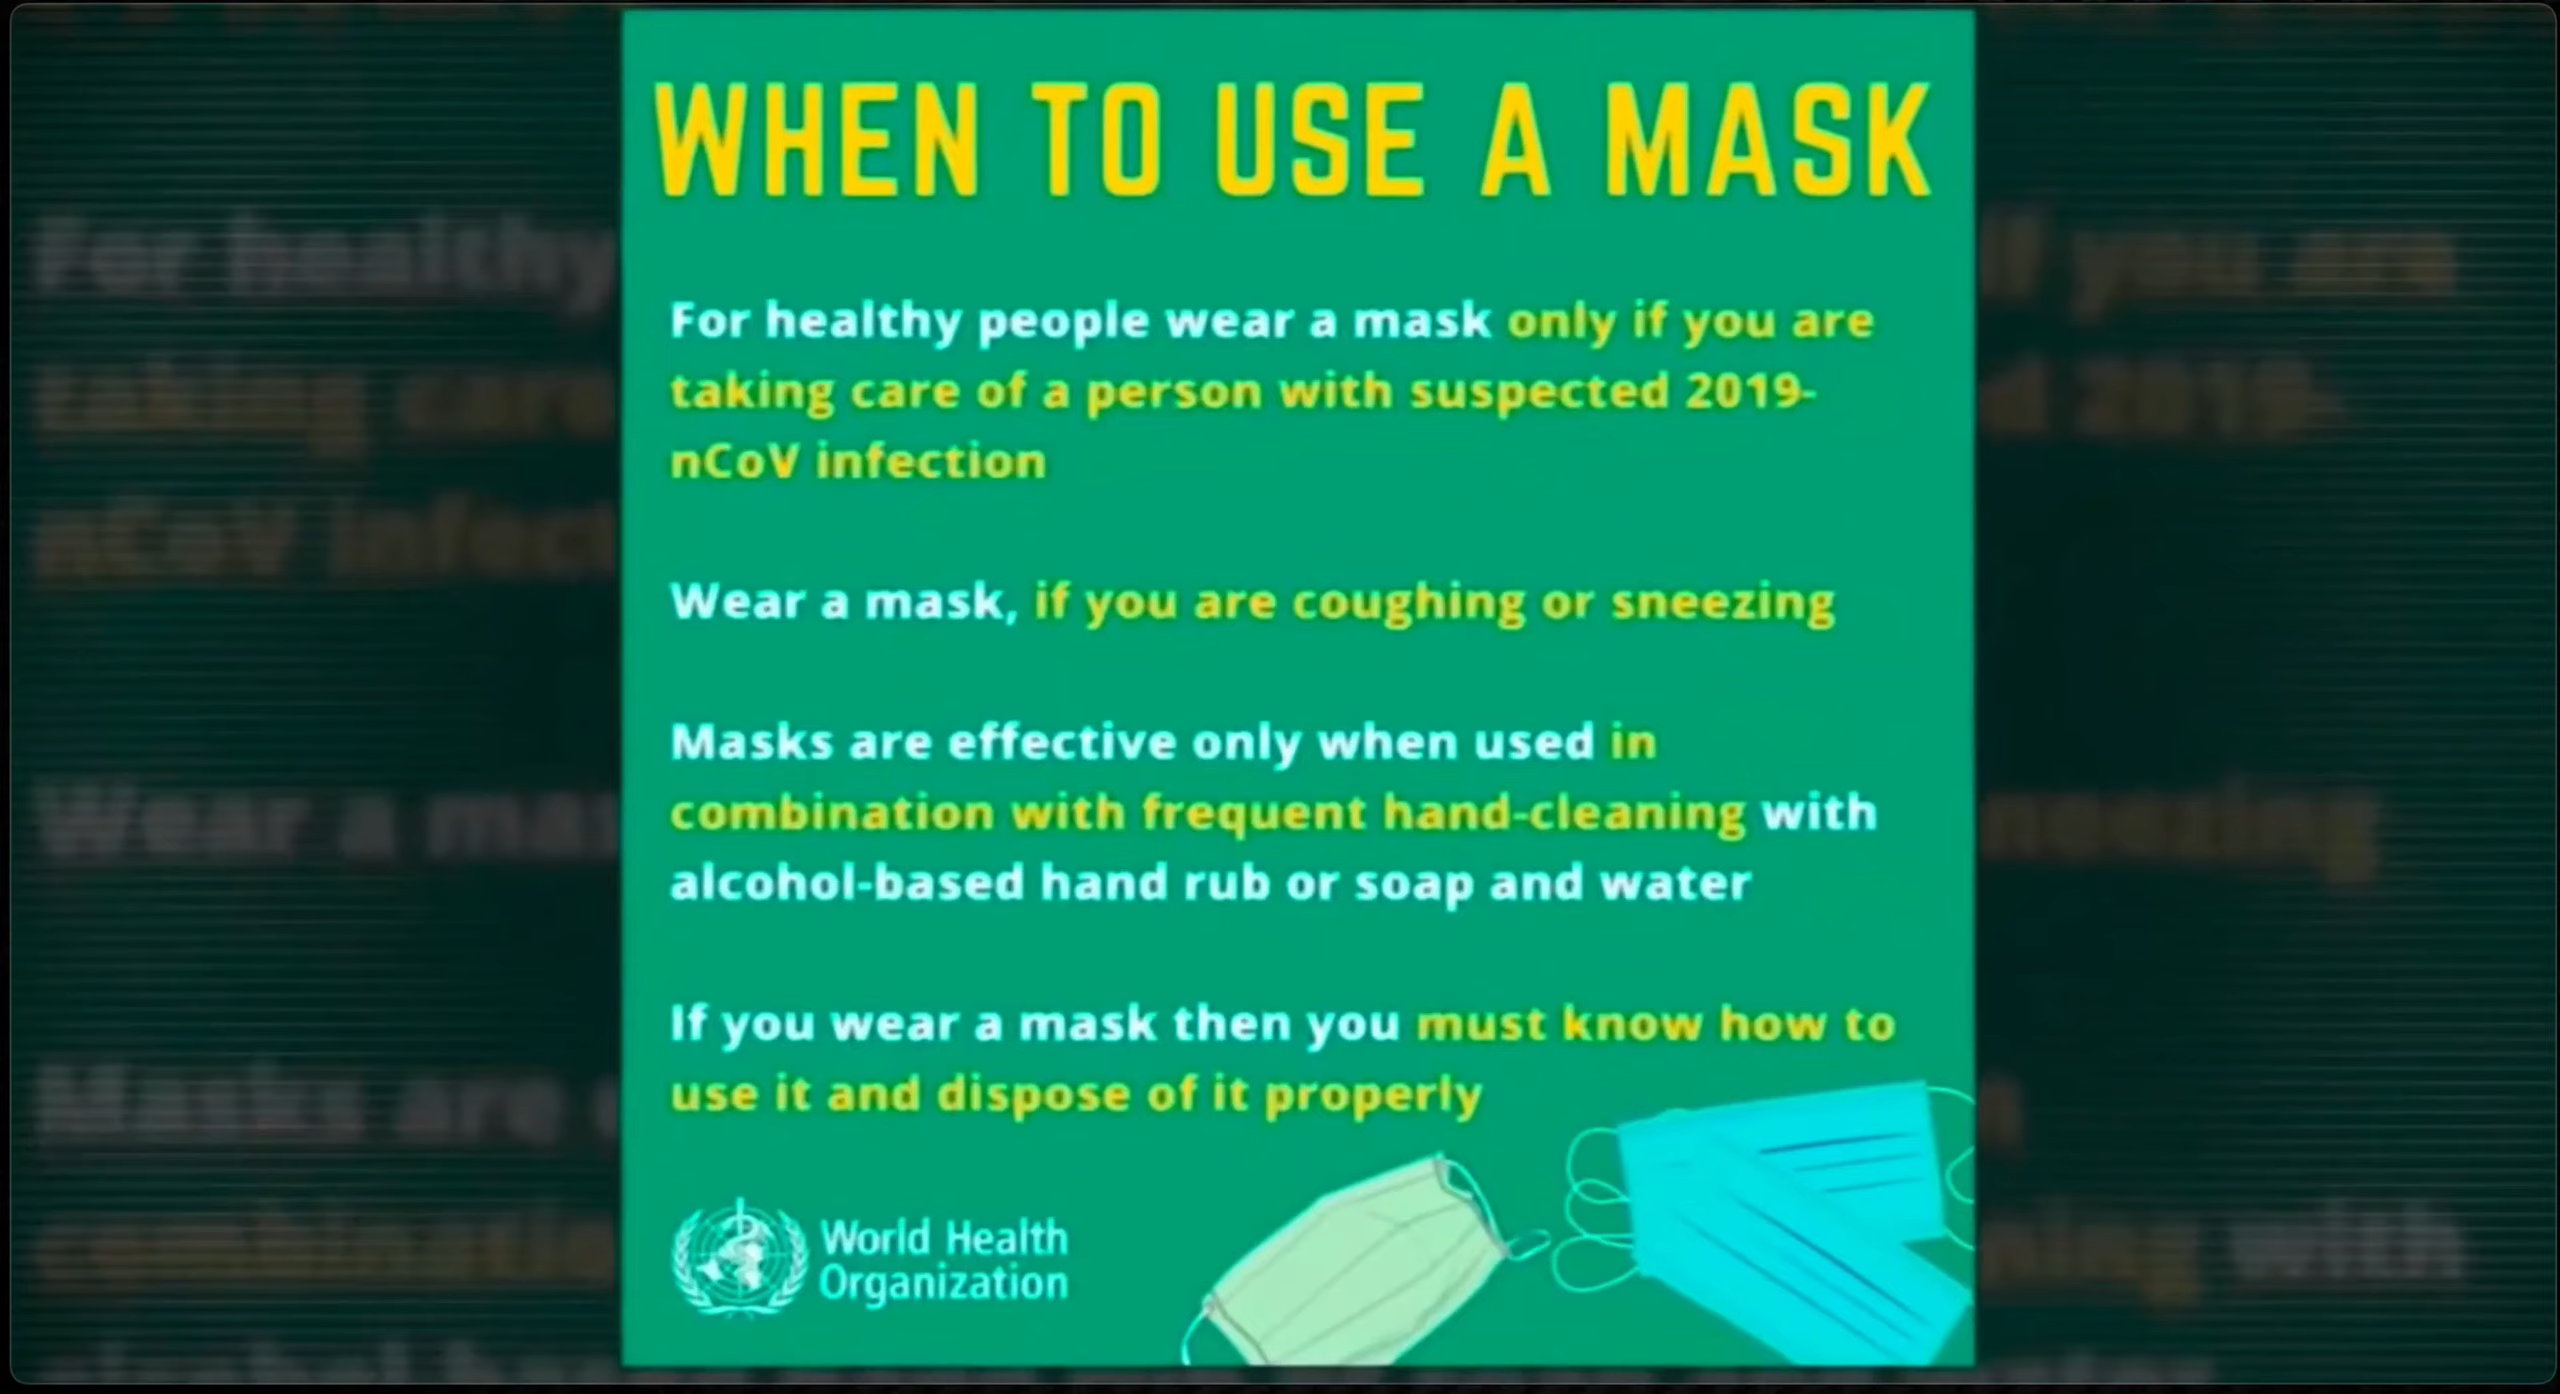 WHEN TO USE A MASK
For healthy people wear a mask only if you are
taking care of a person with suspected 2019-
nCoV infection
Wear a mask, if you are coughing or sneezing
Masks are effective only when used in
combination with frequent hand-cleaning with
alcohol-based hand rub or soap and water
If you wear a mask then you must know how to
use it and dispose of it properly
World Health
Organization